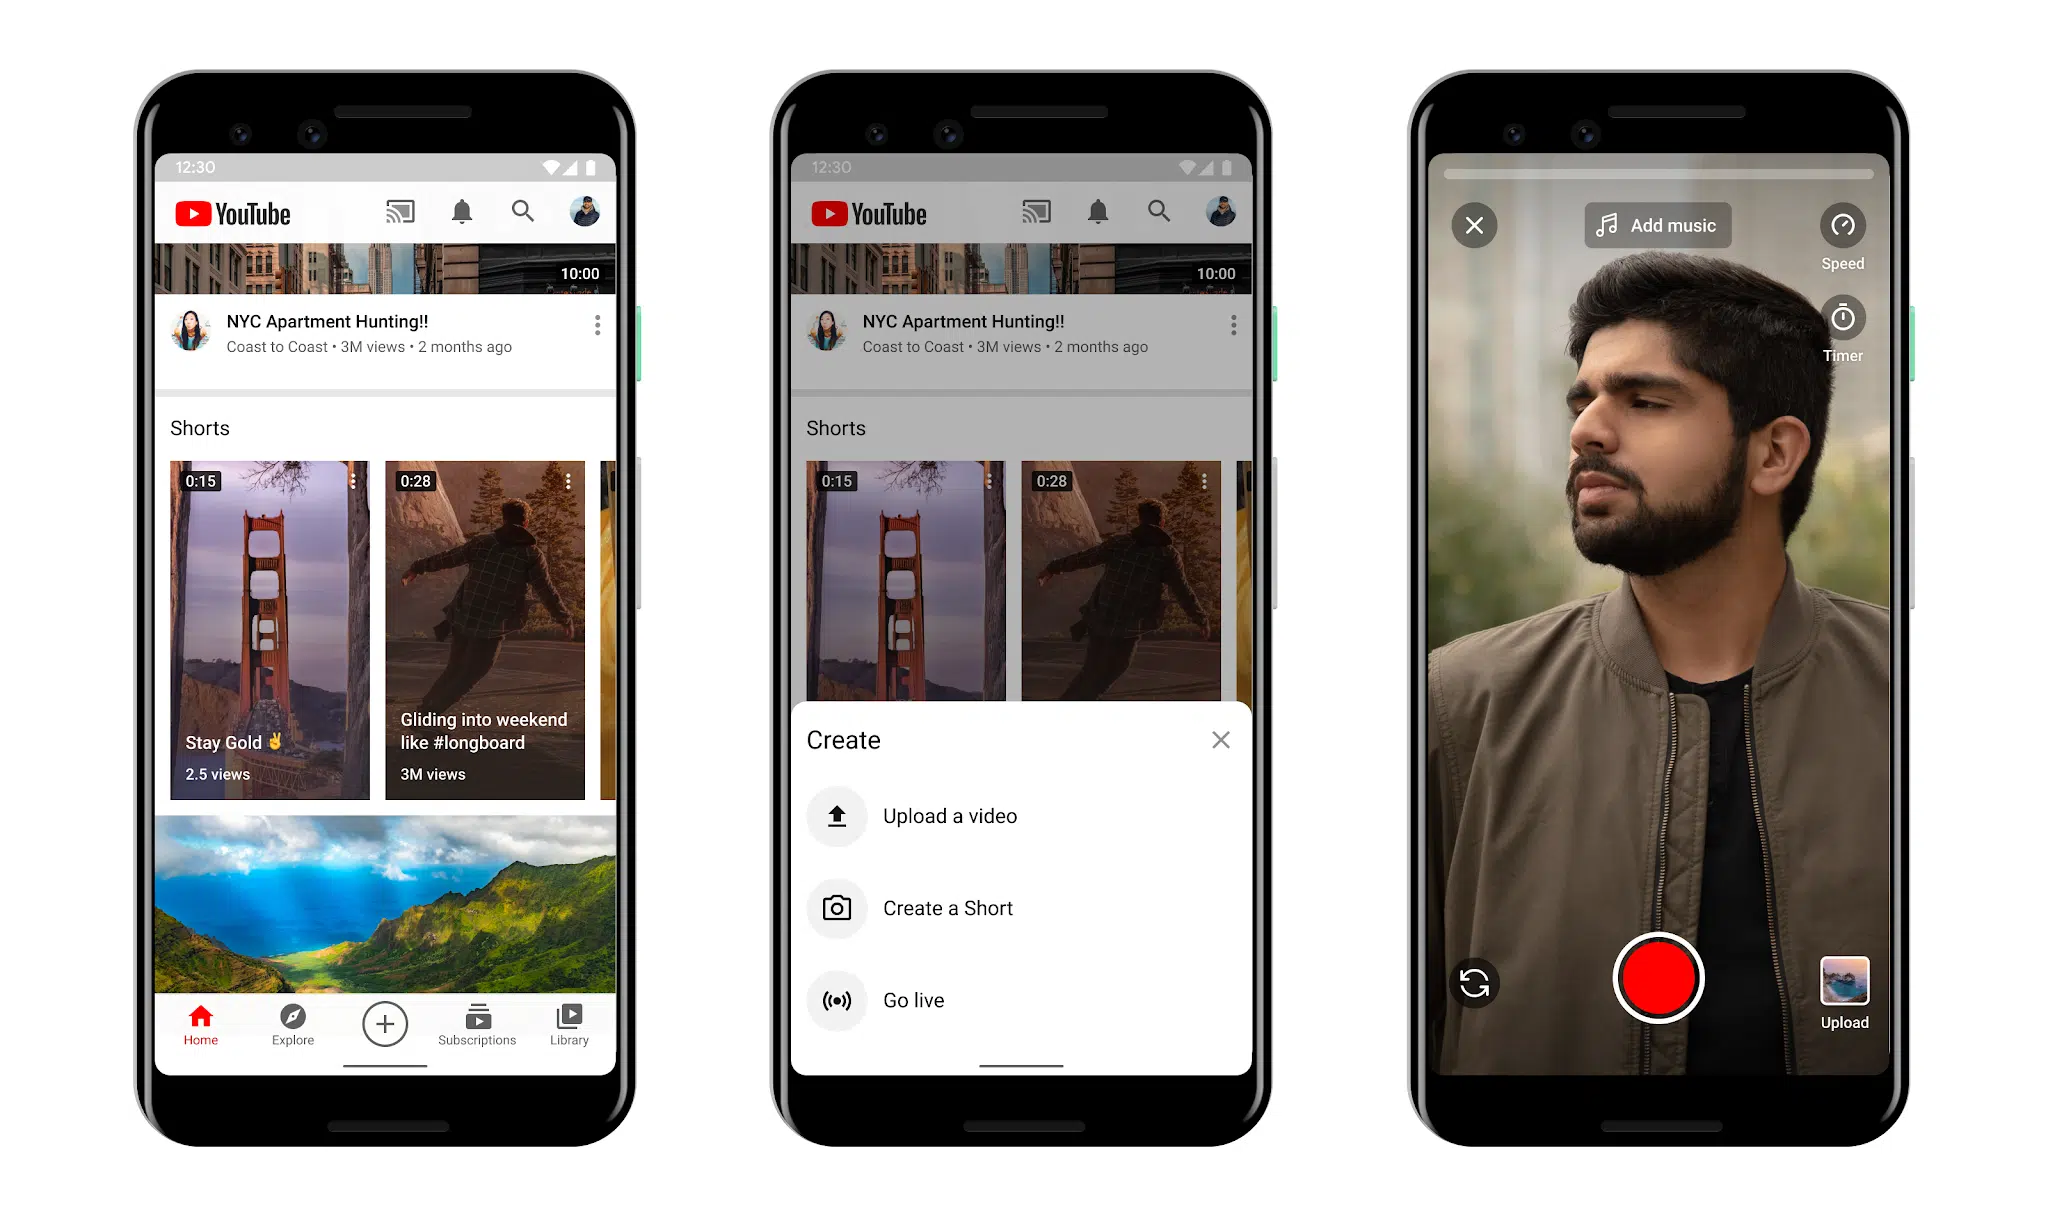 12:30
YouTube
10:00
NYC Apartment Hunting!!
Coast to Coast • 3M views • 2 months ago
Shorts
0:15
0:28
Stay Gold ✌
2.5 views
Gliding into weekend
like #longboard
3M views
Home
Explore
Subscriptions
Library
12:30
YouTube
10:00
NYC Apartment Hunting!!
Coast to Coast • 3M views • 2 months ago
Shorts
0:15
0:28
Create
Upload a video
Create a Short
Go live
Add music
Speed
Timer
Upload